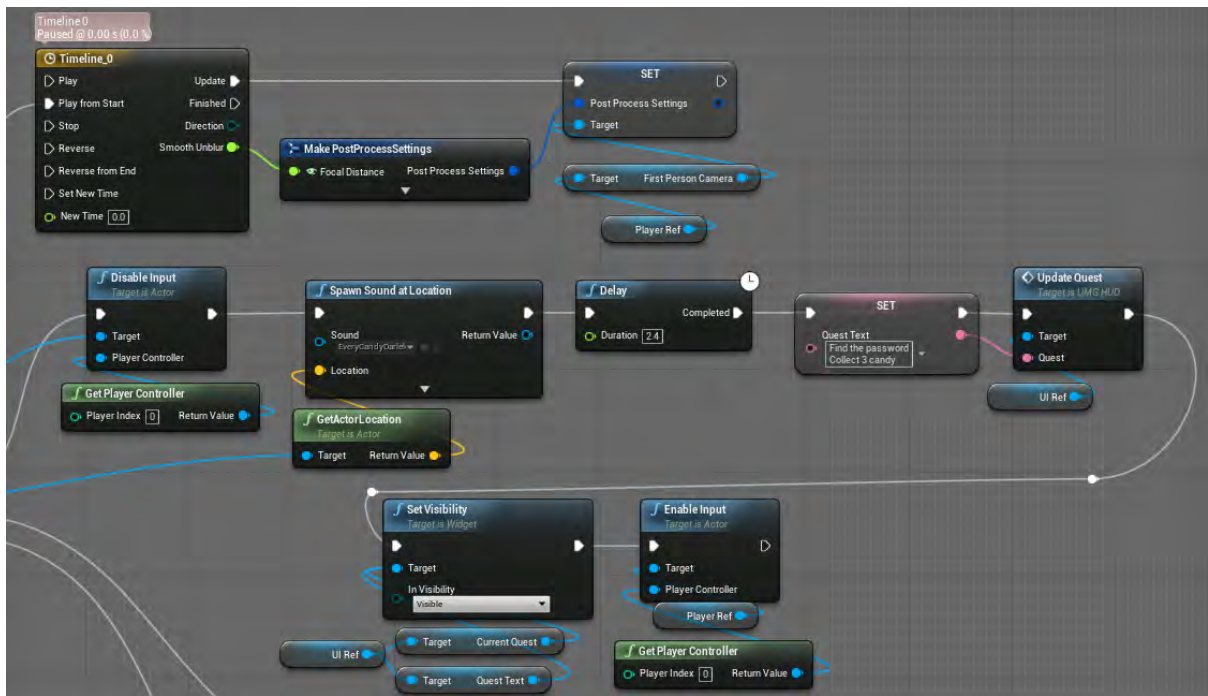 Timeline 0
Paused @ 0.00 s (0.0 %)
Timeline_0
Play Update
Play from Start Finished
Stop Direction
Reverse Smooth Unblur
Reverse from End
Set New Time
New Time 0.0
Make PostProcessSettings
Focal Distance Post Process Settings
SET
Post Process Settings
Target
Target First Person Camera
Player Ref
Disable Input
Target is Actor
Target
Player Controller
Get Player Controller
Player Index 0 Return Value
Spawn Sound at Location
Sound Return Value
Location
GetActorLocation
Target is Actor
Target Return Value
Delay
Completed
Duration 2.4
SET
Quest Text
Find the password
Collect 3 candy
Update Quest
Target is UMG HUD
Target
Quest
UI Ref
Set Visibility
Target is Widget
Target
In Visibility
Visible
UI Ref
Target Current Quest
Target Quest Text
Enable Input
Target is Actor
Target
Player Controller
Player Ref
Get Player Controller
Player Index 0 Return Value